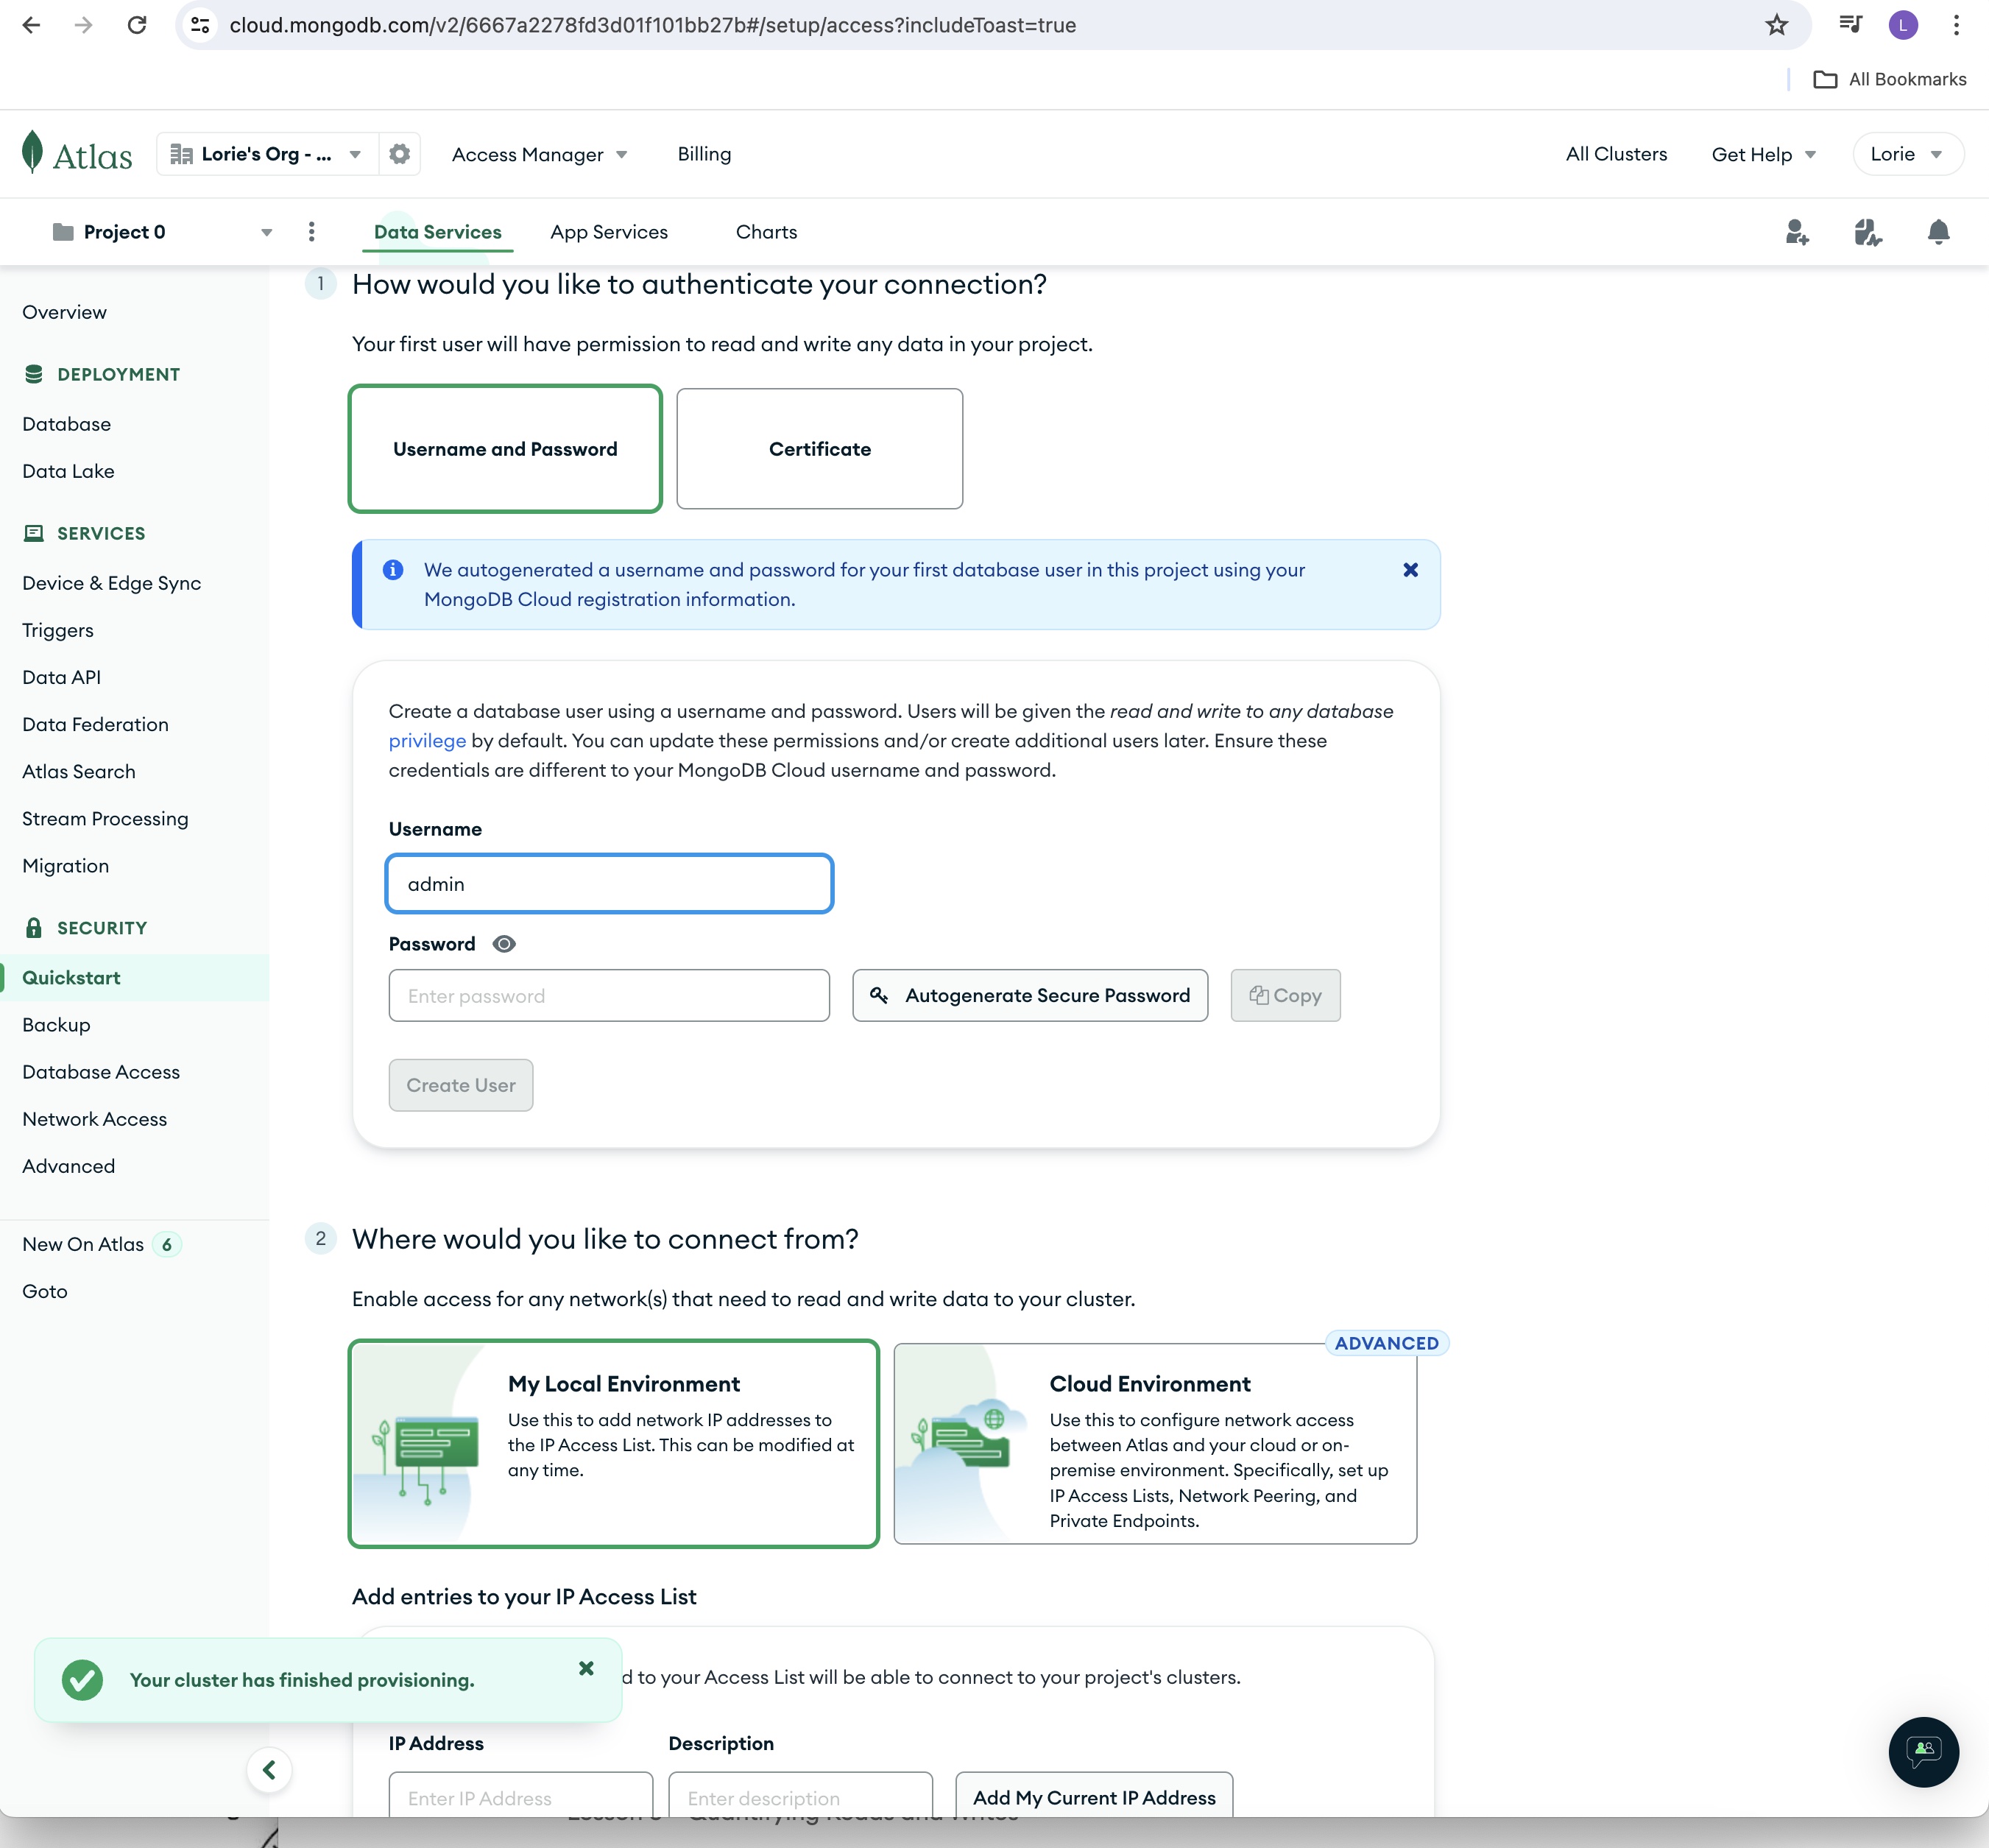 cloud.mongodb.com/v2/6667a2278fd3d01f101bb27b#/setup/access?includeToast=true
L
All Bookmarks
Atlas
Lorie's Org - ...
Access Manager
Billing
All Clusters
Get Help
Lorie
Project 0
Data Services
App Services
Charts
Overview
DEPLOYMENT
Database
Data Lake
SERVICES
Device & Edge Sync
Triggers
Data API
Data Federation
Atlas Search
Stream Processing
Migration
SECURITY
Quickstart
Backup
Database Access
Network Access
Advanced
New On Atlas 6
Goto
1 How would you like to authenticate your connection?
Your first user will have permission to read and write any data in your project.
Username and Password
Certificate
We autogenerated a username and password for your first database user in this project using your
MongoDB Cloud registration information.
Create a database user using a username and password. Users will be given the read and write to any database
privilege by default. You can update these permissions and/or create additional users later. Ensure these
credentials are different to your MongoDB Cloud username and password.
Username
admin
Password
Enter password
Autogenerate Secure Password
Copy
Create User
2 Where would you like to connect from?
Enable access for any network(s) that need to read and write data to your cluster.
My Local Environment
Use this to add network IP addresses to
the IP Access List. This can be modified at
any time.
ADVANCED
Cloud Environment
Use this to configure network access
between Atlas and your cloud or on-
premise environment. Specifically, set up
IP Access Lists, Network Peering, and
Private Endpoints.
Add entries to your IP Access List
Your cluster has finished provisioning.
d to your Access List will be able to connect to your project's clusters.
IP Address
Description
Enter IP Address
Enter description
Add My Current IP Address
Quantifying Reads and Writes